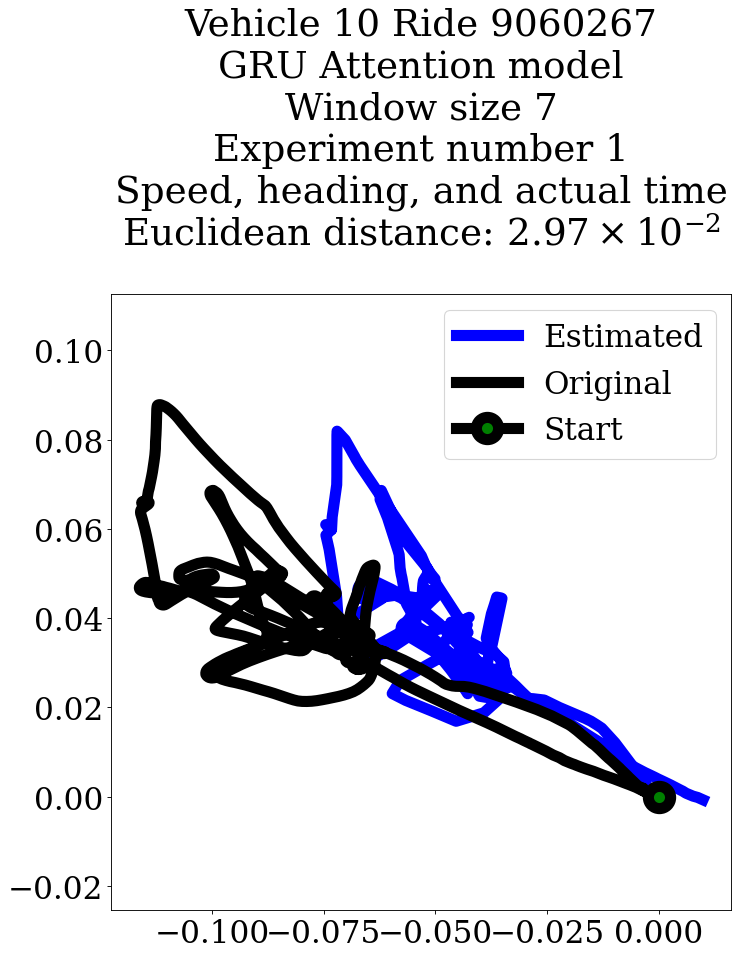 Vehicle 10 Ride 9060267
GRU Attention model
Window size 7
Experiment number 1
Speed, heading, and actual time
Euclidean distance: 2.97 × 10⁻²
Estimated
Original
Start
0.10
0.08
0.06
0.04
0.02
0.00
−0.02
−0.100 −0.075 −0.050 −0.025 0.000